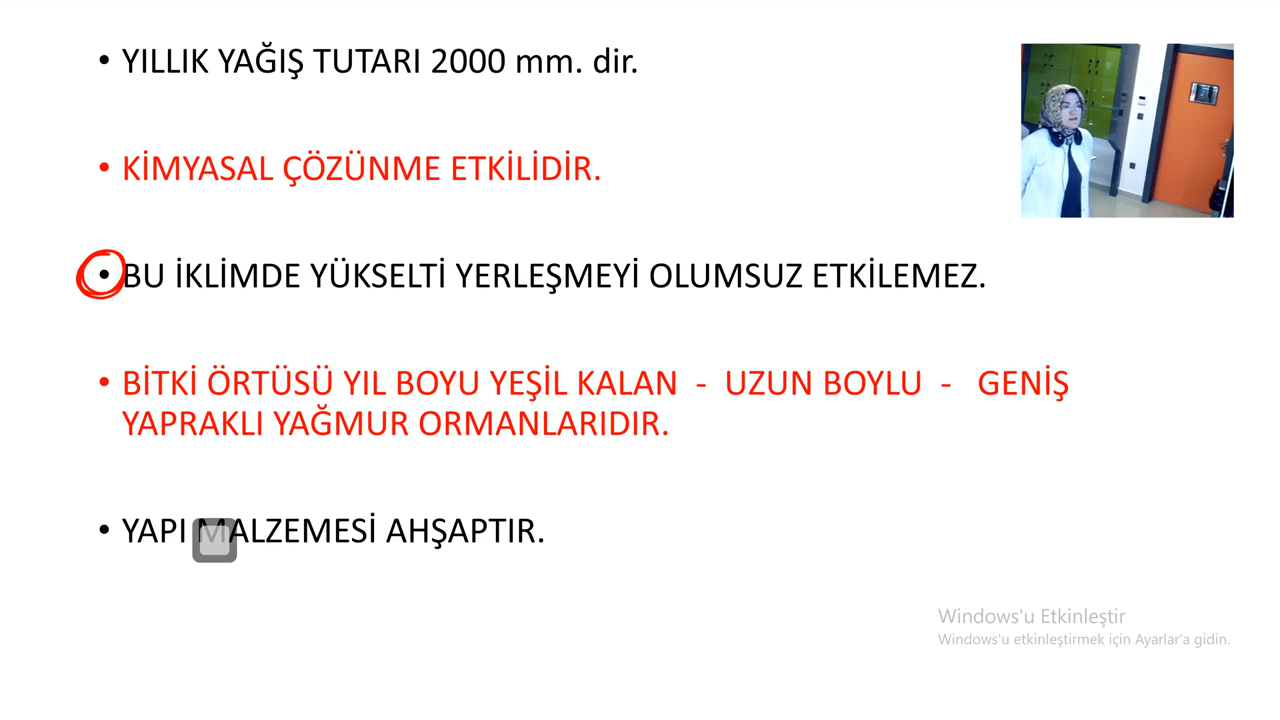 • YILLIK YAĞIŞ TUTARI 2000 mm. dir.
• KİMYASAL ÇÖZÜNME ETKİLİDİR.
• BU İKLİMDE YÜKSELTİ YERLEŞMEYİ OLUMSUZ ETKİLEMEZ.
• BİTKİ ÖRTÜSÜ YIL BOYU YEŞİL KALAN - UZUN BOYLU - GENİŞ
YAPRAKLI YAĞMUR ORMANLARIDIR.
• YAPI MALZEMESİ AHŞAPTIR.
Windows'u Etkinleştir
Windows'u etkinleştirmek için Ayarlar'a gidin.